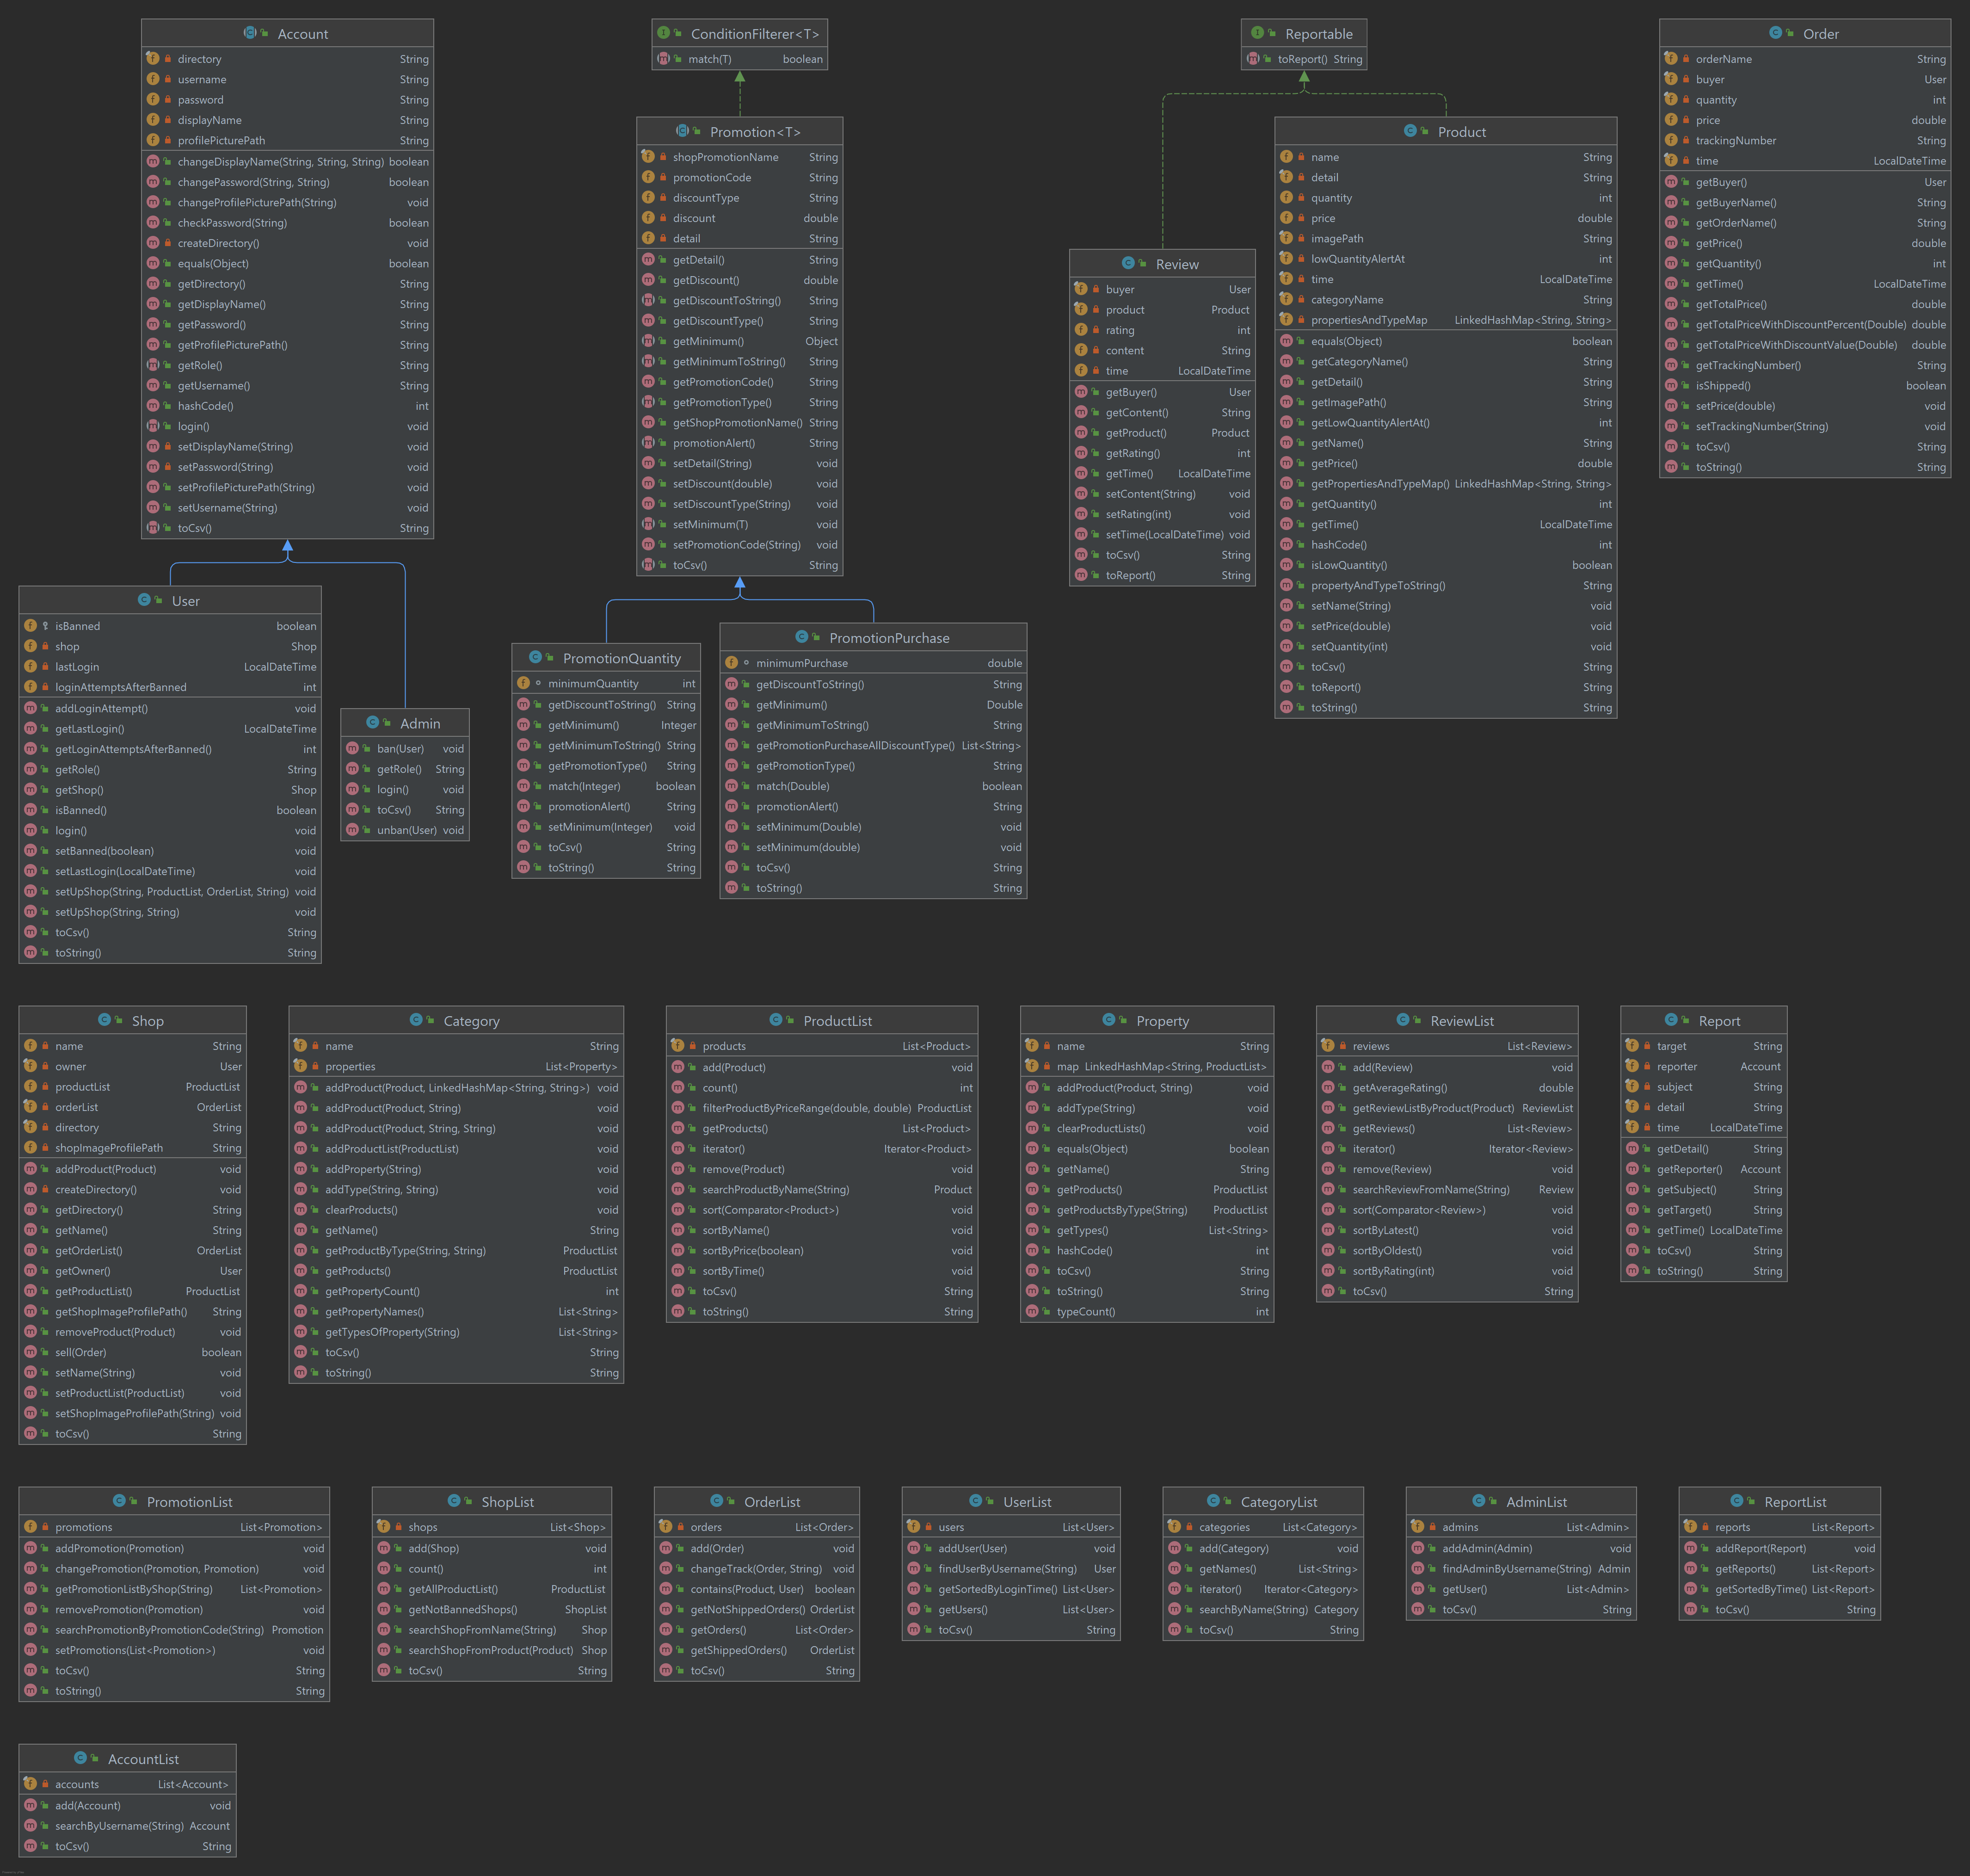 Account
directory String
username String
password String
displayName String
profilePicturePath String
changeDisplayName(String, String, String) boolean
changePassword(String, String) boolean
changeProfilePicturePath(String) void
checkPassword(String) boolean
createDirectory() void
equals(Object) boolean
getDirectory() String
getDisplayName() String
getPassword() String
getProfilePicturePath() String
getRole() String
getUsername() String
hashCode() int
login() void
setDisplayName(String) void
setPassword(String) void
setProfilePicturePath(String) void
setUsername(String) void
toCsv() String
ConditionFilterer<T>
match(T) boolean
Promotion<T>
shopPromotionName String
promotionCode String
discountType String
discount double
detail String
getDetail() String
getDiscount() double
getDiscountToString() String
getDiscountType() String
getMinimum() Object
getMinimumToString() String
getPromotionCode() String
getPromotionType() String
getShopPromotionName() String
promotionAlert() String
setDetail(String) void
setDiscount(double) void
setDiscountType(String) void
setMinimum(T) void
setPromotionCode(String) void
toCsv() String
Reportable
toReport() String
Review
buyer User
product Product
rating int
content String
time LocalDateTime
getBuyer() User
getContent() String
getProduct() Product
getRating() int
getTime() LocalDateTime
setContent(String) void
setRating(int) void
setTime(LocalDateTime) void
toCsv() String
toReport() String
Product
name String
detail String
quantity int
price double
imagePath String
lowQuantityAlertAt int
time LocalDateTime
categoryName String
propertiesAndTypeMap LinkedHashMap<String, String>
equals(Object) boolean
getCategoryName() String
getDetail() String
getImagePath() String
getLowQuantityAlertAt() int
getName() String
getPrice() double
getPropertiesAndTypeMap() LinkedHashMap<String, String>
getQuantity() int
getTime() LocalDateTime
hashCode() int
isLowQuantity() boolean
propertyAndTypeToString() String
setName(String) void
setPrice(double) void
setQuantity(int) void
toCsv() String
toReport() String
toString() String
Order
orderName String
buyer User
quantity int
price double
trackingNumber String
time LocalDateTime
getBuyer() User
getBuyerName() String
getOrderName() String
getPrice() double
getQuantity() int
getTime() LocalDateTime
getTotalPrice() double
getTotalPriceWithDiscountPercent(Double) double
getTotalPriceWithDiscountValue(Double) double
getTrackingNumber() String
isShipped() boolean
setPrice(double) void
setTrackingNumber(String) void
toCsv() String
toString() String
User
isBanned boolean
shop Shop
lastLogin LocalDateTime
loginAttemptsAfterBanned int
addLoginAttempt() void
getLastLogin() LocalDateTime
getLoginAttemptsAfterBanned() int
getRole() String
getShop() Shop
isBanned() boolean
login() void
setBanned(boolean) void
setLastLogin(LocalDateTime) void
setUpShop(String, ProductList, OrderList, String) void
setUpShop(String, String) void
toCsv() String
toString() String
Admin
ban(User) void
getRole() String
login() void
toCsv() String
unban(User) void
PromotionQuantity
minimumQuantity int
getDiscountToString() String
getMinimum() Integer
getMinimumToString() String
getPromotionType() String
match(Integer) boolean
promotionAlert() String
setMinimum(Integer) void
toCsv() String
toString() String
PromotionPurchase
minimumPurchase double
getDiscountToString() String
getMinimum() Double
getMinimumToString() String
getPromotionPurchaseAllDiscountType() List<String>
getPromotionType() String
match(Double) boolean
promotionAlert() String
setMinimum(Double) void
setMinimum(double) void
toCsv() String
toString() String
Shop
name String
owner User
productList ProductList
orderList OrderList
directory String
shopImageProfilePath String
addProduct(Product) void
createDirectory() void
getDirectory() String
getName() String
getOrderList() OrderList
getOwner() User
getProductList() ProductList
getShopImageProfilePath() String
removeProduct(Product) void
sell(Order) boolean
setName(String) void
setProductList(ProductList) void
setShopImageProfilePath(String) void
toCsv() String
Category
name String
properties List<Property>
addProduct(Product, LinkedHashMap<String, String>) void
addProduct(Product, String) void
addProduct(Product, String, String) void
addProductList(ProductList) void
addProperty(String) void
addType(String, String) void
clearProducts() void
getName() String
getProductByType(String, String) ProductList
getProducts() ProductList
getPropertyCount() int
getPropertyNames() List<String>
getTypesOfProperty(String) List<String>
toCsv() String
toString() String
ProductList
products List<Product>
add(Product) void
count() int
filterProductByPriceRange(double, double) ProductList
getProducts() List<Product>
iterator() Iterator<Product>
remove(Product) void
searchProductByName(String) Product
sort(Comparator<Product>) void
sortByName() void
sortByPrice(boolean) void
sortByTime() void
toCsv() String
toString() String
Property
name String
map LinkedHashMap<String, ProductList>
addProduct(Product, String) void
addType(String) void
clearProductLists() void
equals(Object) boolean
getName() String
getProducts() ProductList
getProductsByType(String) ProductList
getTypes() List<String>
hashCode() int
toCsv() String
toString() String
typeCount() int
ReviewList
reviews List<Review>
add(Review) void
getAverageRating() double
getReviewListByProduct(Product) ReviewList
getReviews() List<Review>
iterator() Iterator<Review>
remove(Review) void
searchReviewFromName(String) Review
sort(Comparator<Review>) void
sortByLatest() void
sortByOldest() void
sortByRating(int) void
toCsv() String
Report
target String
reporter Account
subject String
detail String
time LocalDateTime
getDetail() String
getReporter() Account
getSubject() String
getTarget() String
getTime() LocalDateTime
toCsv() String
toString() String
PromotionList
promotions List<Promotion>
addPromotion(Promotion) void
changePromotion(Promotion, Promotion) void
getPromotionListByShop(String) List<Promotion>
removePromotion(Promotion) void
searchPromotionByPromotionCode(String) Promotion
setPromotions(List<Promotion>) void
toCsv() String
toString() String
ShopList
shops List<Shop>
add(Shop) void
count() int
getAllProductList() ProductList
getNotBannedShops() ShopList
searchShopFromName(String) Shop
searchShopFromProduct(Product) Shop
toCsv() String
OrderList
orders List<Order>
add(Order) void
changeTrack(Order, String) void
contains(Product, User) boolean
getNotShippedOrders() OrderList
getOrders() List<Order>
getShippedOrders() OrderList
toCsv() String
UserList
users List<User>
addUser(User) void
findUserByUsername(String) User
getSortedByLoginTime() List<User>
getUsers() List<User>
toCsv() String
CategoryList
categories List<Category>
add(Category) void
getNames() List<String>
iterator() Iterator<Category>
searchByName(String) Category
toCsv() String
AdminList
admins List<Admin>
addAdmin(Admin) void
findAdminByUsername(String) Admin
getUser() List<Admin>
toCsv() String
ReportList
reports List<Report>
addReport(Report) void
getReports() List<Report>
getSortedByTime() List<Report>
toCsv() String
AccountList
accounts List<Account>
add(Account) void
searchByUsername(String) Account
toCsv() String